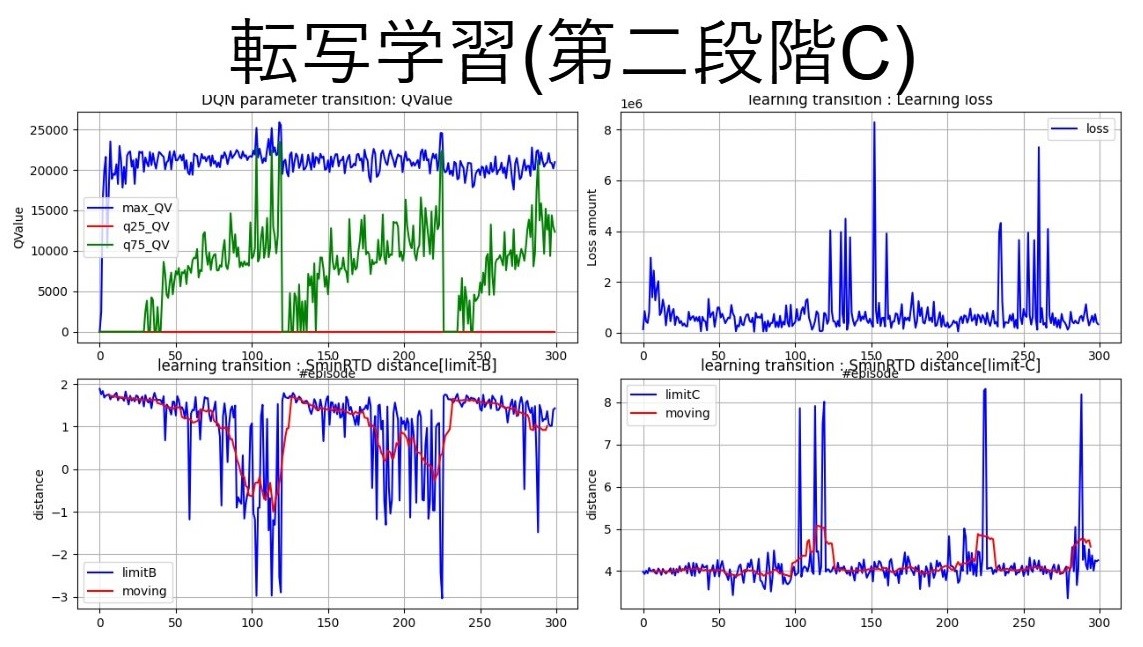 転写学習(第二段階C)
DQN parameter transition: QValue
25000
20000
15000
10000
5000
0
QValue
max_QV
q25_QV
q75_QV
0 50 100 150 200 250 300
#episode
learning transition : Learning loss
1e6
8
6
4
2
0
Loss amount
loss
0 50 100 150 200 250 300
#episode
learning transition : SminRTD distance[limit-B]
2
1
0
−1
−2
−3
distance
limitB
moving
0 50 100 150 200 250 300
learning transition : SminRTD distance[limit-C]
8
7
6
5
4
distance
limitC
moving
0 50 100 150 200 250 300